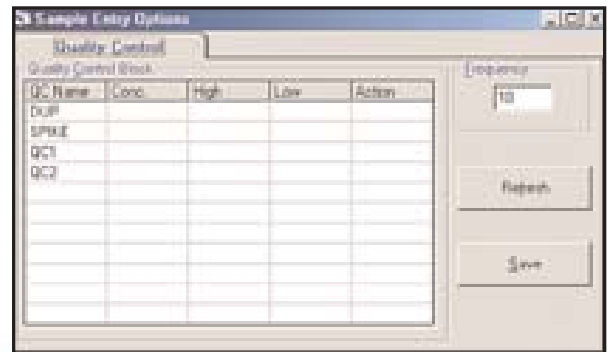 Sample Entry Options
Quality Control
Quality Control Block
QC Name Conc. High Low Action
DUP
SPIKE
QC1
QC2
Frequency
10
Refresh
Save